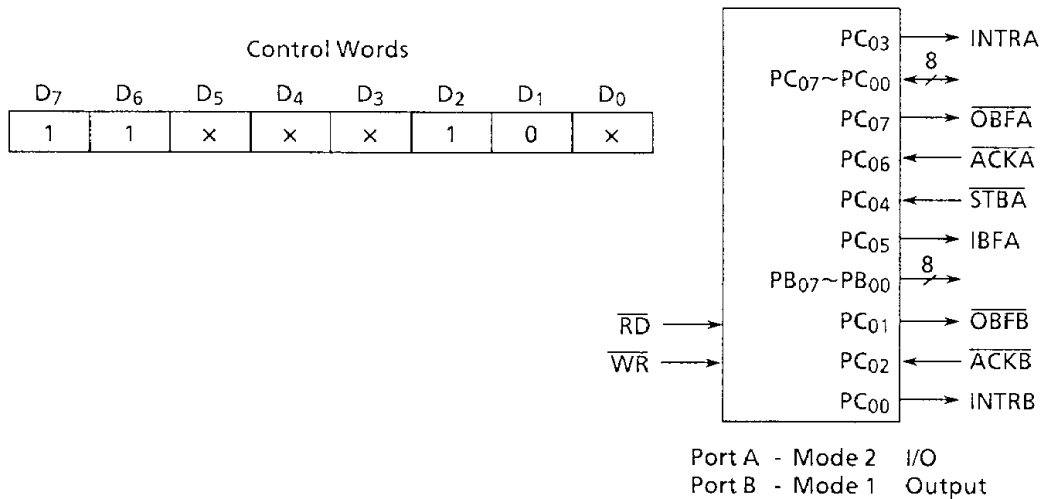 Control Words
D7 D6 D5 D4 D3 D2 D1 D0
1 1 × × × 1 0 ×
PC03 INTRA
PC07~PC00 8
PC07 OBFA
PC06 ACKA
PC04 STBA
PC05 IBFA
PB07~PB00 8
RD PC01 OBFB
WR PC02 ACKB
PC00 INTRB
Port A - Mode 2 I/O
Port B - Mode 1 Output